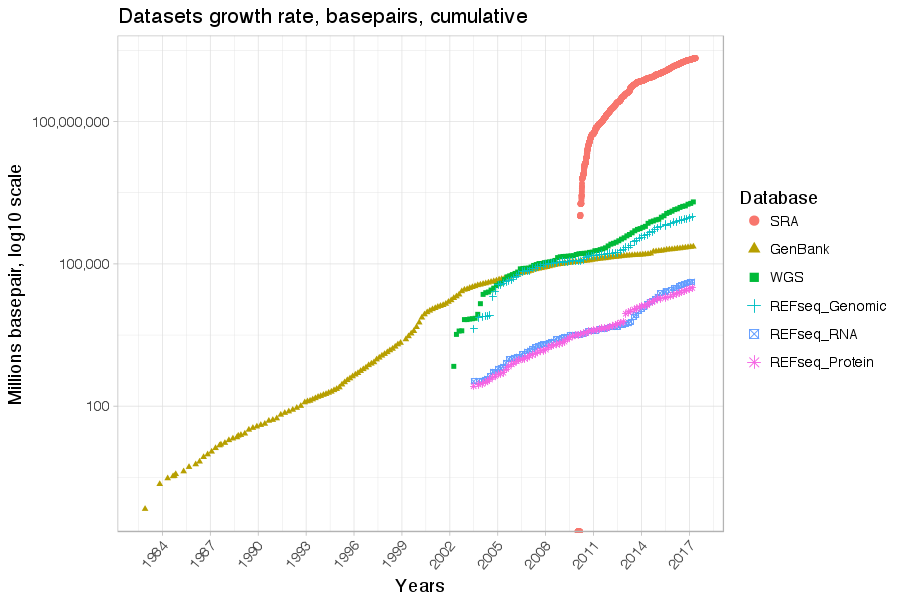 Datasets growth rate, basepairs, cumulative
Millions basepair, log10 scale
100,000,000
100,000
100
1984 1987 1990 1993 1996 1999 2002 2005 2008 2011 2014 2017
Years
Database
SRA
GenBank
WGS
REFseq_Genomic
REFseq_RNA
REFseq_Protein